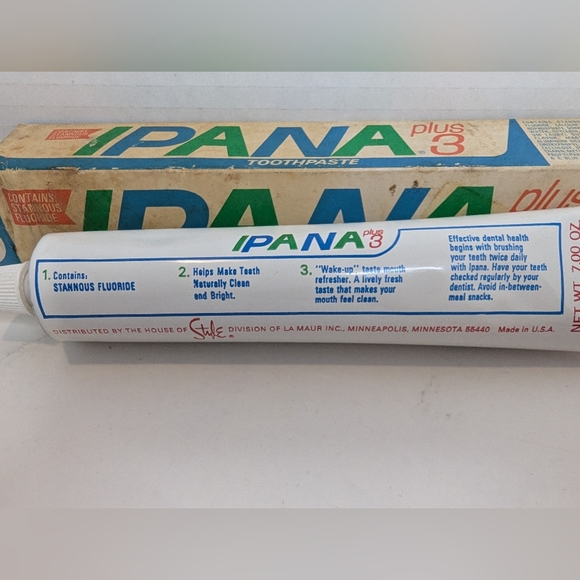 CONTAINS
STANNOUS
FLUORIDE
IPANA plus 3
TOOTHPASTE
CONTAINS
STANNOUS
FLUORIDE
IPANA plus
IPANA plus 3
1. Contains:
STANNOUS FLUORIDE
2. Helps Make Teeth
Naturally Clean
and Bright.
3. "Wake-up" taste mouth
refresher. A lively fresh
taste that makes your
mouth feel clean.
Effective dental health
begins with brushing
your teeth twice daily
with Ipana. Have your teeth
checked regularly by your
dentist. Avoid in-between-
meal snacks.
DISTRIBUTED BY THE HOUSE OF Style® DIVISION OF LA MAUR INC., MINNEAPOLIS, MINNESOTA 55440 Made in U.S.A.
NET WT. 7.00 OZ